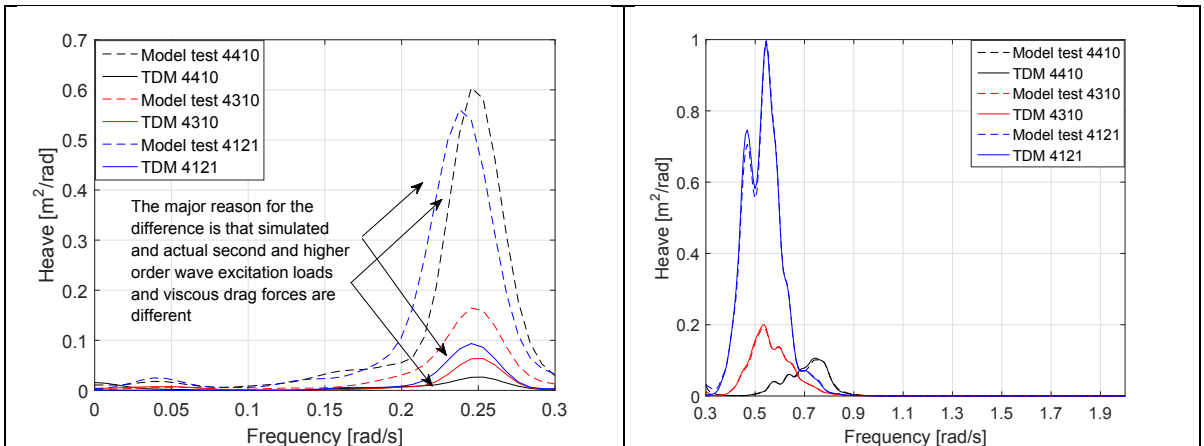 0.7
0.6
0.5
0.4
0.3
0.2
0.1
0
Heave [m²/rad]
Model test 4410
TDM 4410
Model test 4310
TDM 4310
Model test 4121
TDM 4121
The major reason for the
difference is that simulated
and actual second and higher
order wave excitation loads
and viscous drag forces are
different
0 0.05 0.1 0.15 0.2 0.25 0.3
Frequency [rad/s]
1
0.8
0.6
0.4
0.2
0
Heave [m²/rad]
Model test 4410
TDM 4410
Model test 4310
TDM 4310
Model test 4121
TDM 4121
0.3 0.5 0.7 0.9 1.1 1.3 1.5 1.7 1.9
Frequency [rad/s]